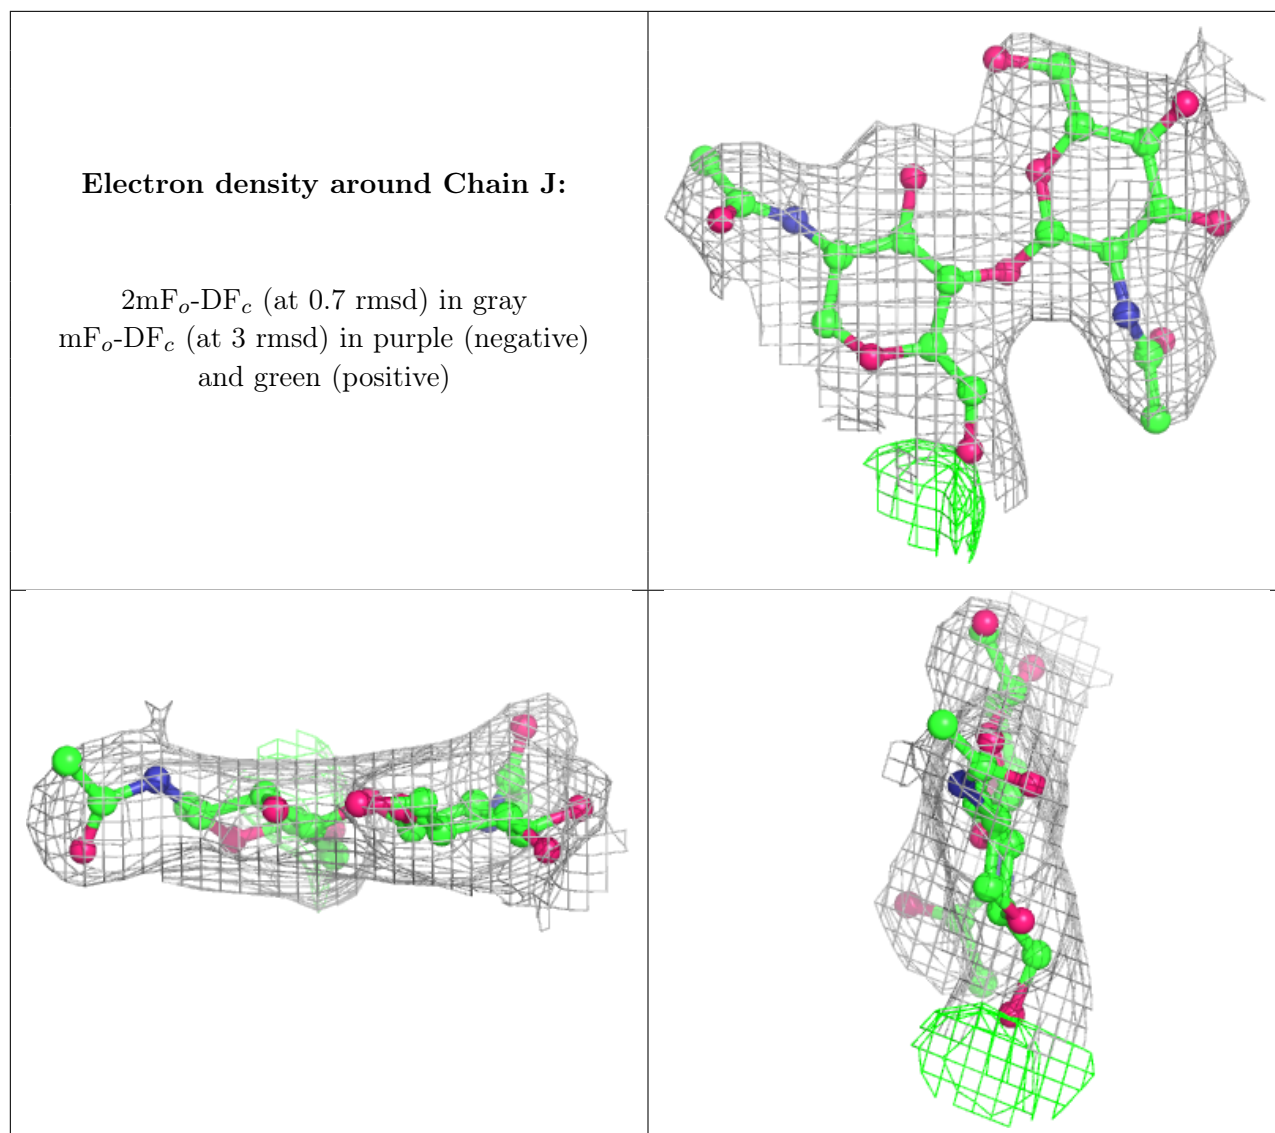 Electron density around Chain J:
2mFo-DFc (at 0.7 rmsd) in gray
mFo-DFc (at 3 rmsd) in purple (negative)
and green (positive)